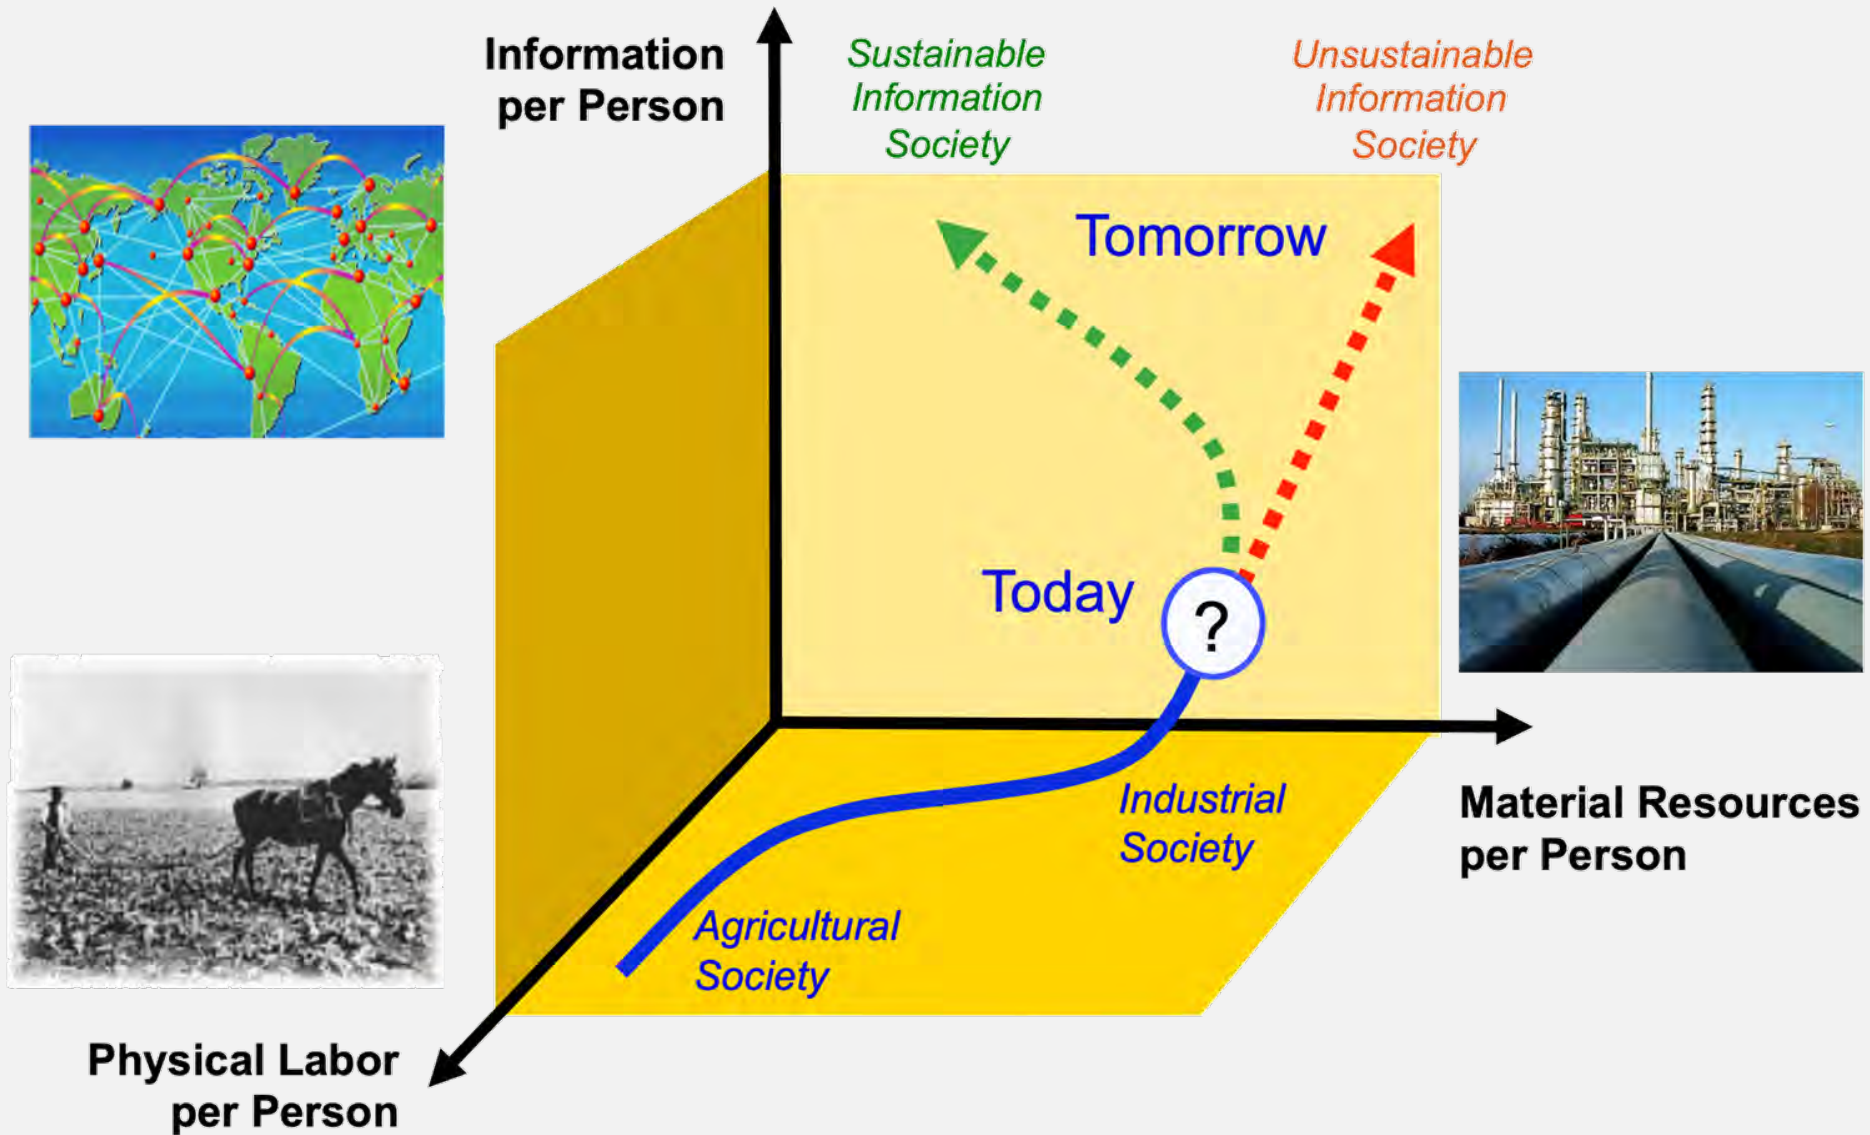 Information
per Person
Sustainable
Information
Society
Unsustainable
Information
Society
Tomorrow
Today
?
Industrial
Society
Material Resources
per Person
Agricultural
Society
Physical Labor
per Person